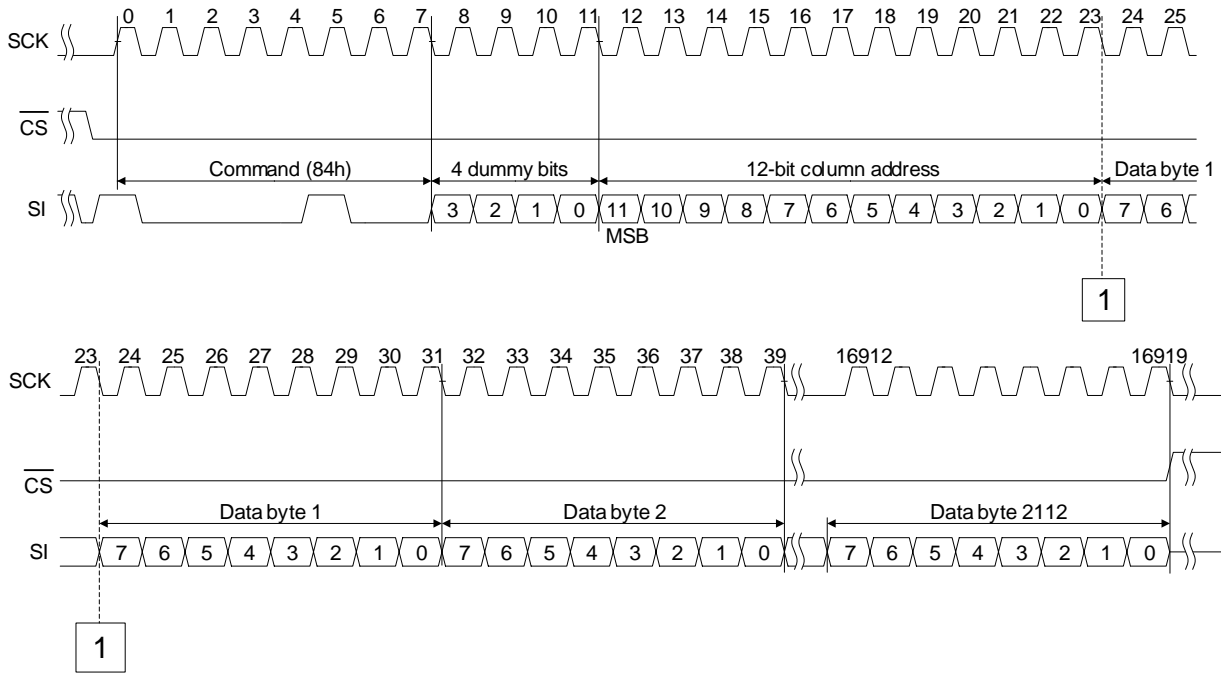 0 1 2 3 4 5 6 7 8 9 10 11 12 13 14 15 16 17 18 19 20 21 22 23 24 25
SCK
CS
Command (84h) 4 dummy bits 12-bit column address Data byte 1
SI 3 2 1 0 11 10 9 8 7 6 5 4 3 2 1 0 7 6
MSB
1
23 24 25 26 27 28 29 30 31 32 33 34 35 36 37 38 39 16912 16919
SCK
CS
Data byte 1 Data byte 2 Data byte 2112
SI 7 6 5 4 3 2 1 0 7 6 5 4 3 2 1 0 7 6 5 4 3 2 1 0
1